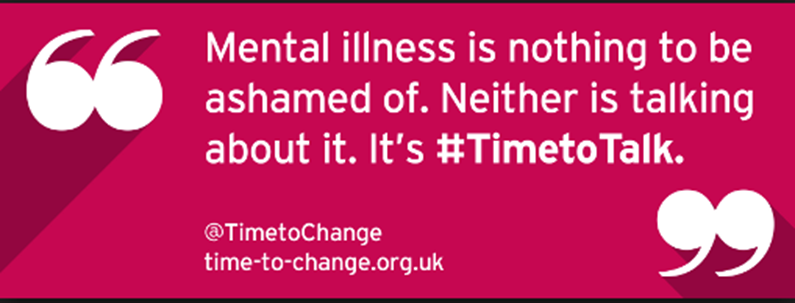 Mental illness is nothing to be
ashamed of. Neither is talking
about it. It's #TimetoTalk.
@TimetoChange
time-to-change.org.uk